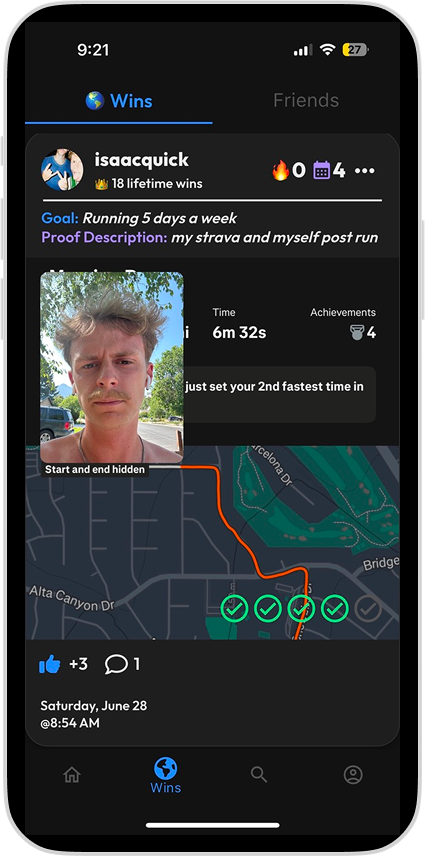 9:21
27
Wins
Friends
isaacquick
0
4
18 lifetime wins
Goal: Running 5 days a week
Proof Description: my strava and myself post run
Time
Achievements
6m 32s
4
just set your 2nd fastest time in
Start and end hidden
arcelona Dr
Bridge
Alta Canyon Dr
+3
1
Saturday, June 28
@8:54 AM
Wins